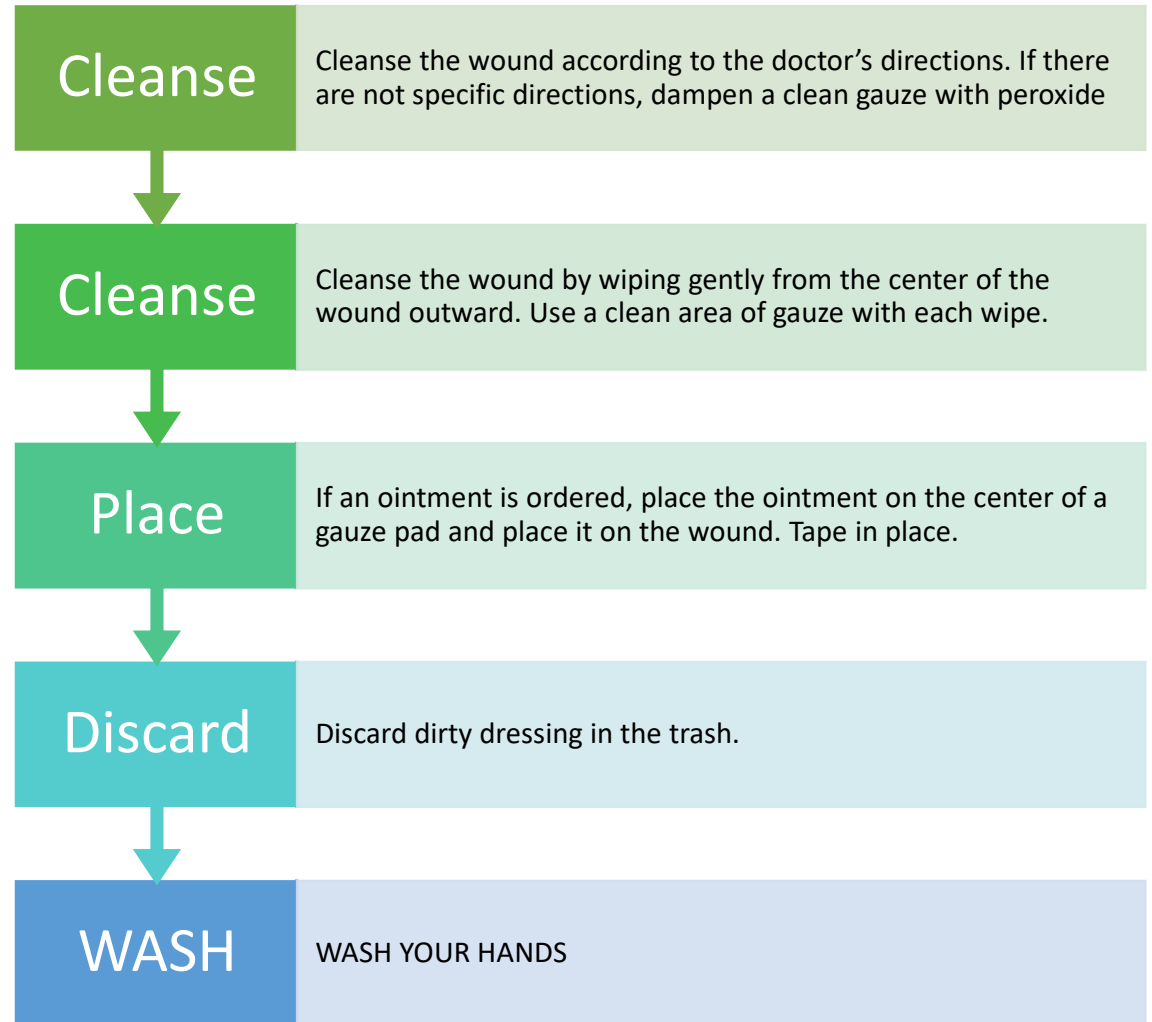 Cleanse
Cleanse the wound according to the doctor’s directions. If there
are not specific directions, dampen a clean gauze with peroxide
Cleanse
Cleanse the wound by wiping gently from the center of the
wound outward. Use a clean area of gauze with each wipe.
Place
If an ointment is ordered, place the ointment on the center of a
gauze pad and place it on the wound. Tape in place.
Discard
Discard dirty dressing in the trash.
WASH
WASH YOUR HANDS